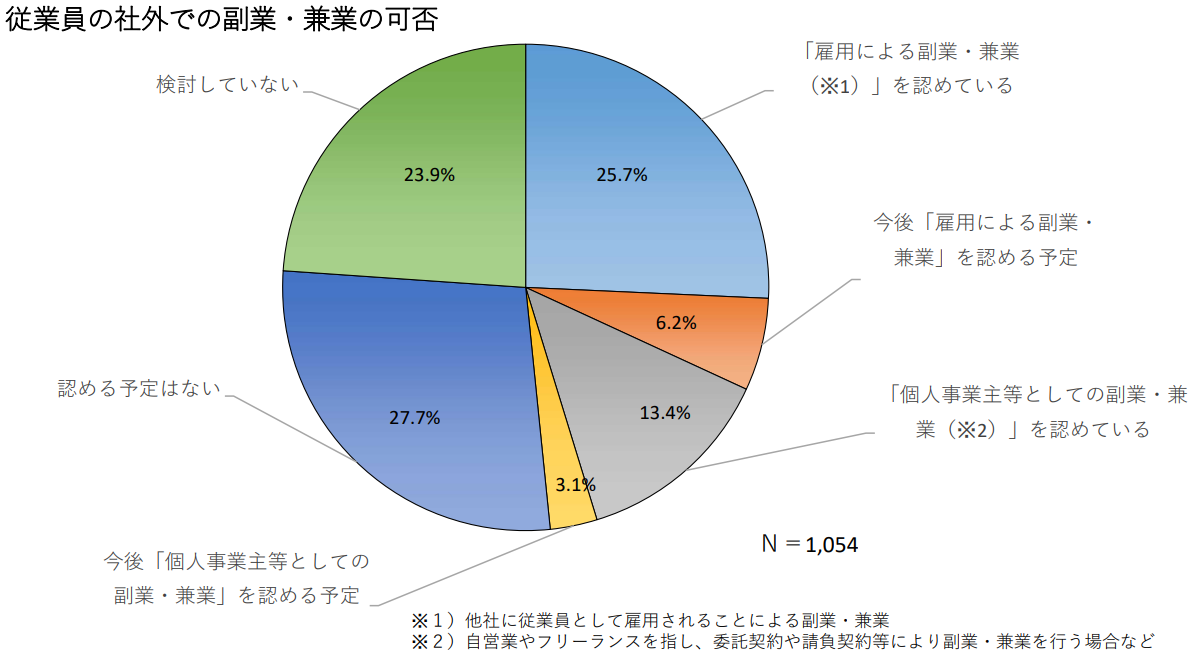 従業員の社外での副業・兼業の可否
「雇用による副業・兼業
（※1）」を認めている
検討していない
23.9%
25.7%
今後「雇用による副業・
兼業」を認める予定
6.2%
認める予定はない
「個人事業主等としての副業・兼
業（※2）」を認めている
27.7%
13.4%
3.1%
今後「個人事業主等としての
副業・兼業」を認める予定
Ｎ＝1,054
※１）他社に従業員として雇用されることによる副業・兼業
※２）自営業やフリーランスを指し、委託契約や請負契約等により副業・兼業を行う場合など